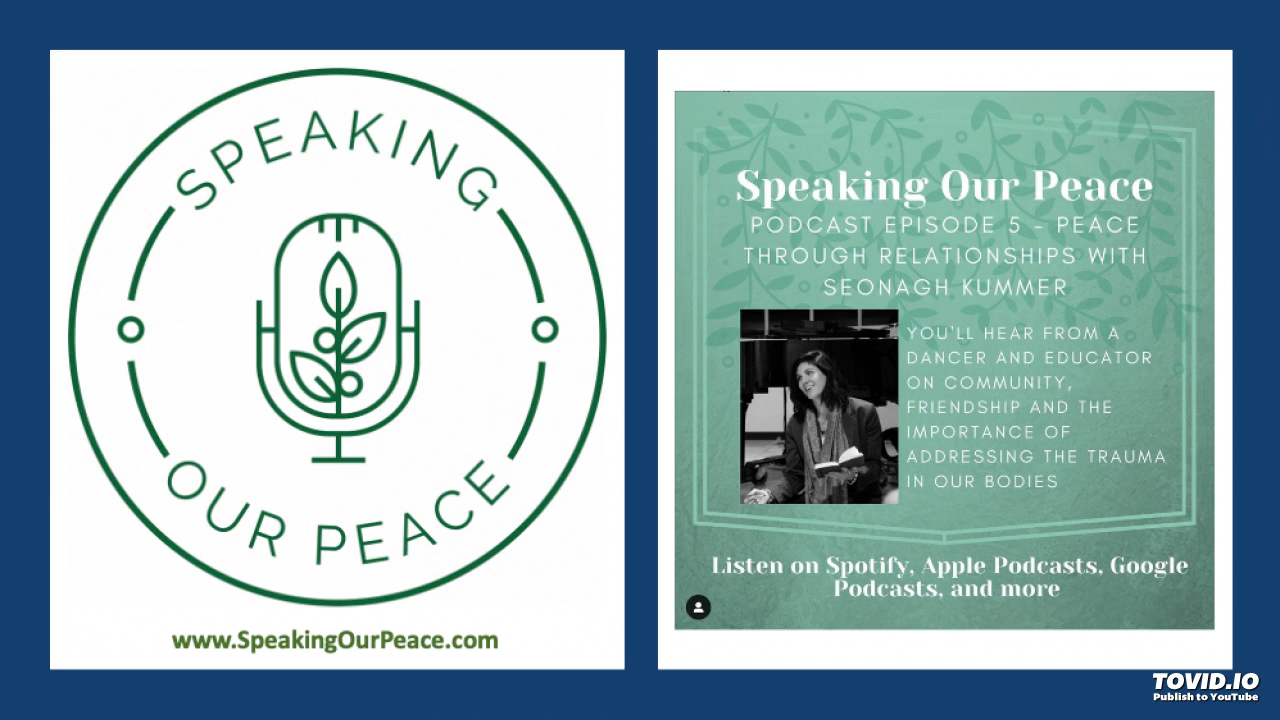 SPEAKING
OUR PEACE
www.SpeakingOurPeace.com
Speaking Our Peace
PODCAST EPISODE 5 - PEACE
THROUGH RELATIONSHIPS WITH
SEONAGH KUMMER
YOU'LL HEAR FROM A
DANCER AND EDUCATOR
ON COMMUNITY,
FRIENDSHIP AND THE
IMPORTANCE OF
ADDRESSING THE TRAUMA
IN OUR BODIES
Listen on Spotify, Apple Podcasts, Google
Podcasts, and more
TOVID.IO
Publish to YouTube